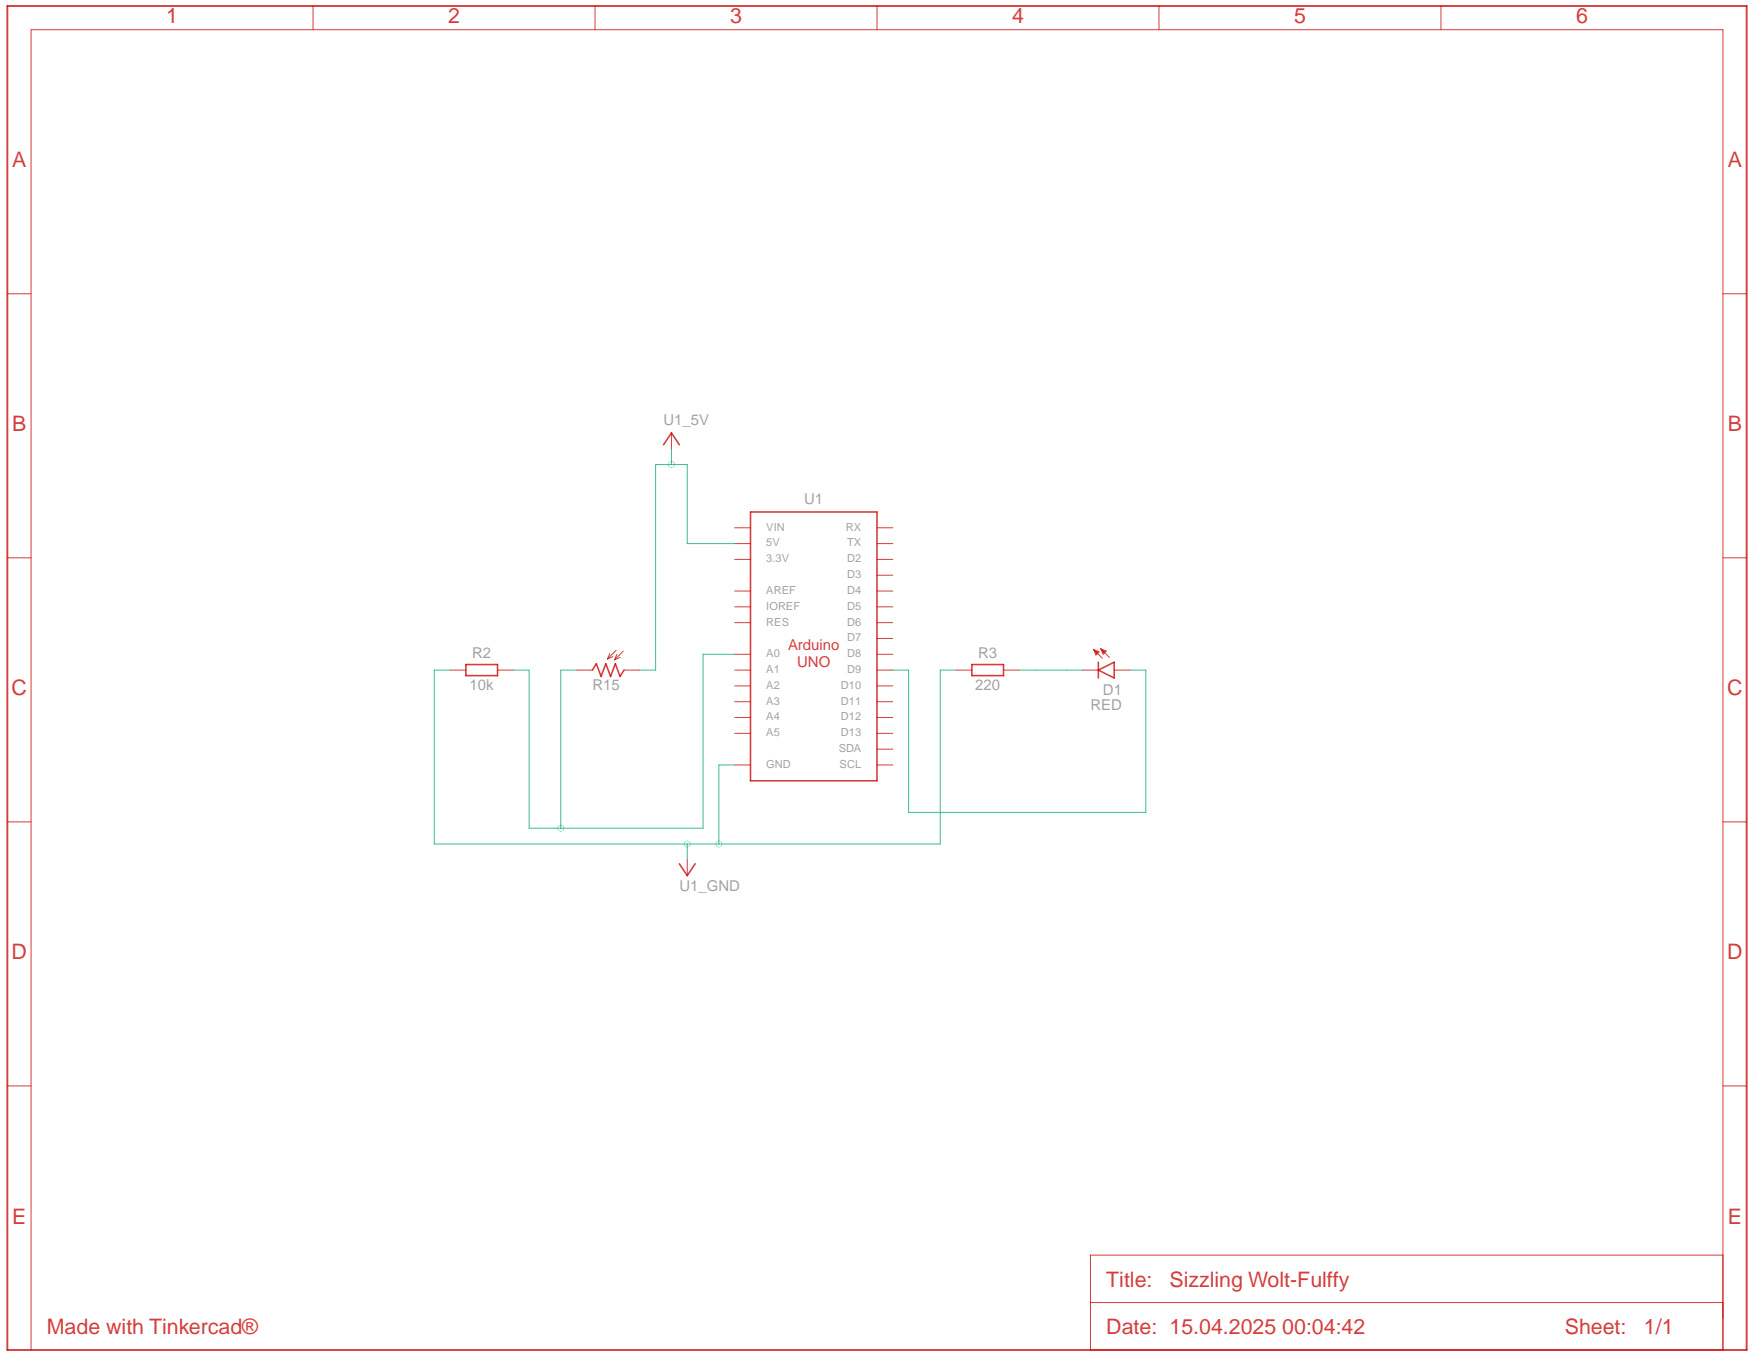 1 2 3 4 5 6
A A
B B
U1_5V
U1
VIN RX
5V TX
3.3V D2
D3
AREF D4
IOREF D5
RES D6
D7
A0 D8
A1 D9
A2 D10
A3 D11
A4 D12
A5 D13
SDA
GND SCL
Arduino
UNO
R2
10k
R15
R3
220
D1
RED
C C
U1_GND
D D
E E
Title: Sizzling Wolt-Fulffy
Made with Tinkercad®
Date: 15.04.2025 00:04:42 Sheet: 1/1